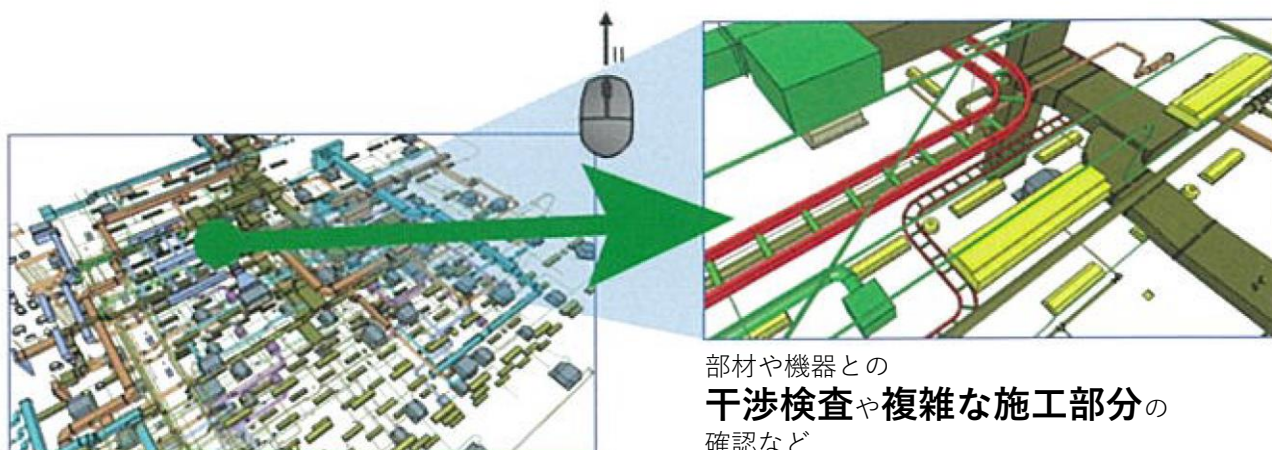 部材や機器との
干渉検査や複雑な施工部分の
確認など